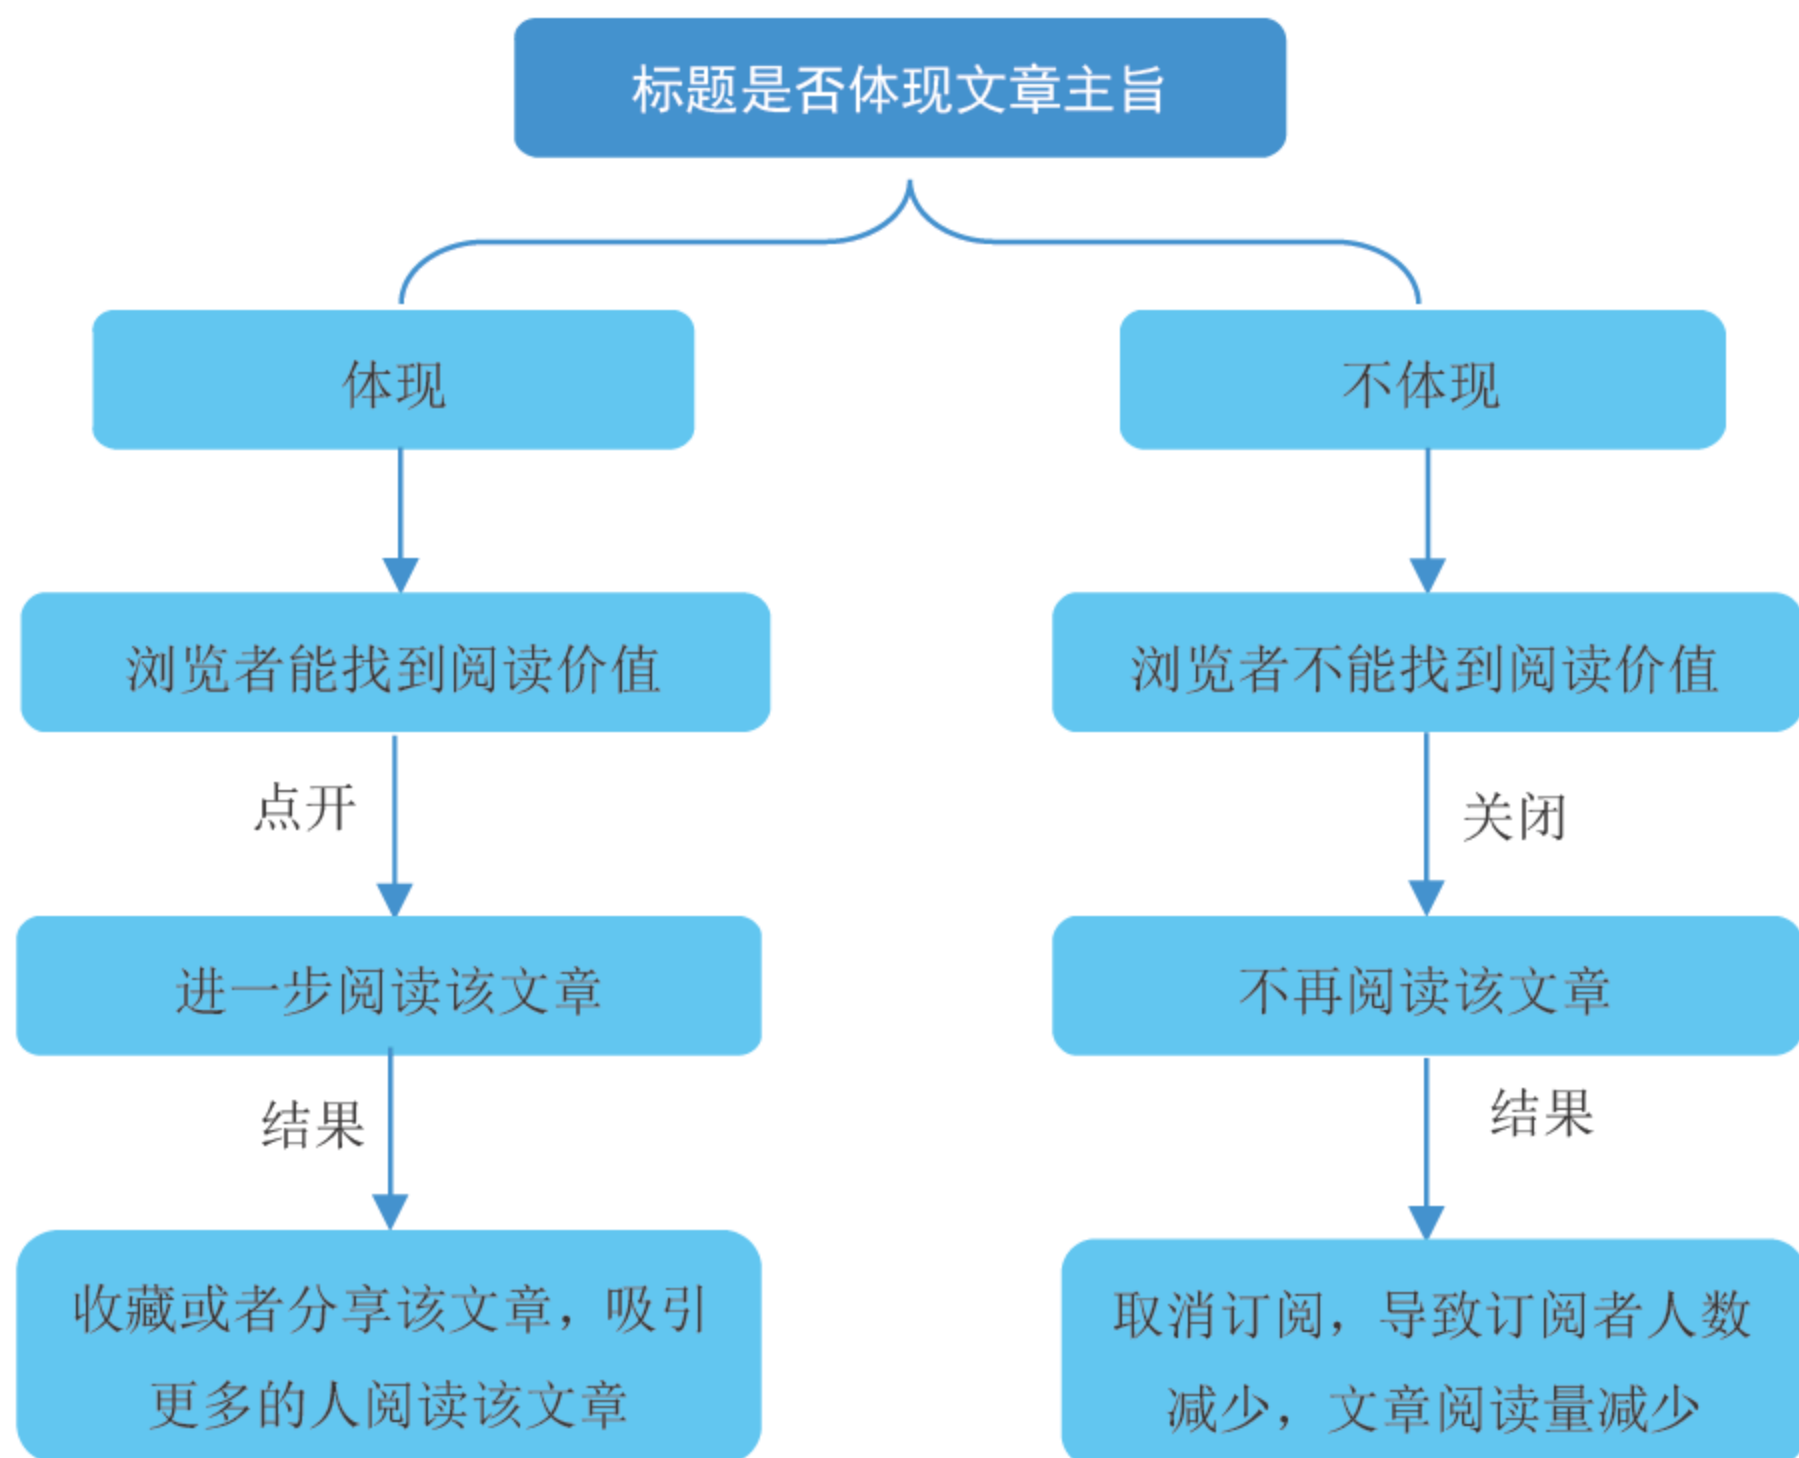 标题是否体现文章主旨
体现
不体现
浏览者能找到阅读价值
浏览者不能找到阅读价值
点开
关闭
进一步阅读该文章
不再阅读该文章
结果
结果
收藏或者分享该文章，吸引
更多的人阅读该文章
取消订阅，导致订阅者人数
减少，文章阅读量减少